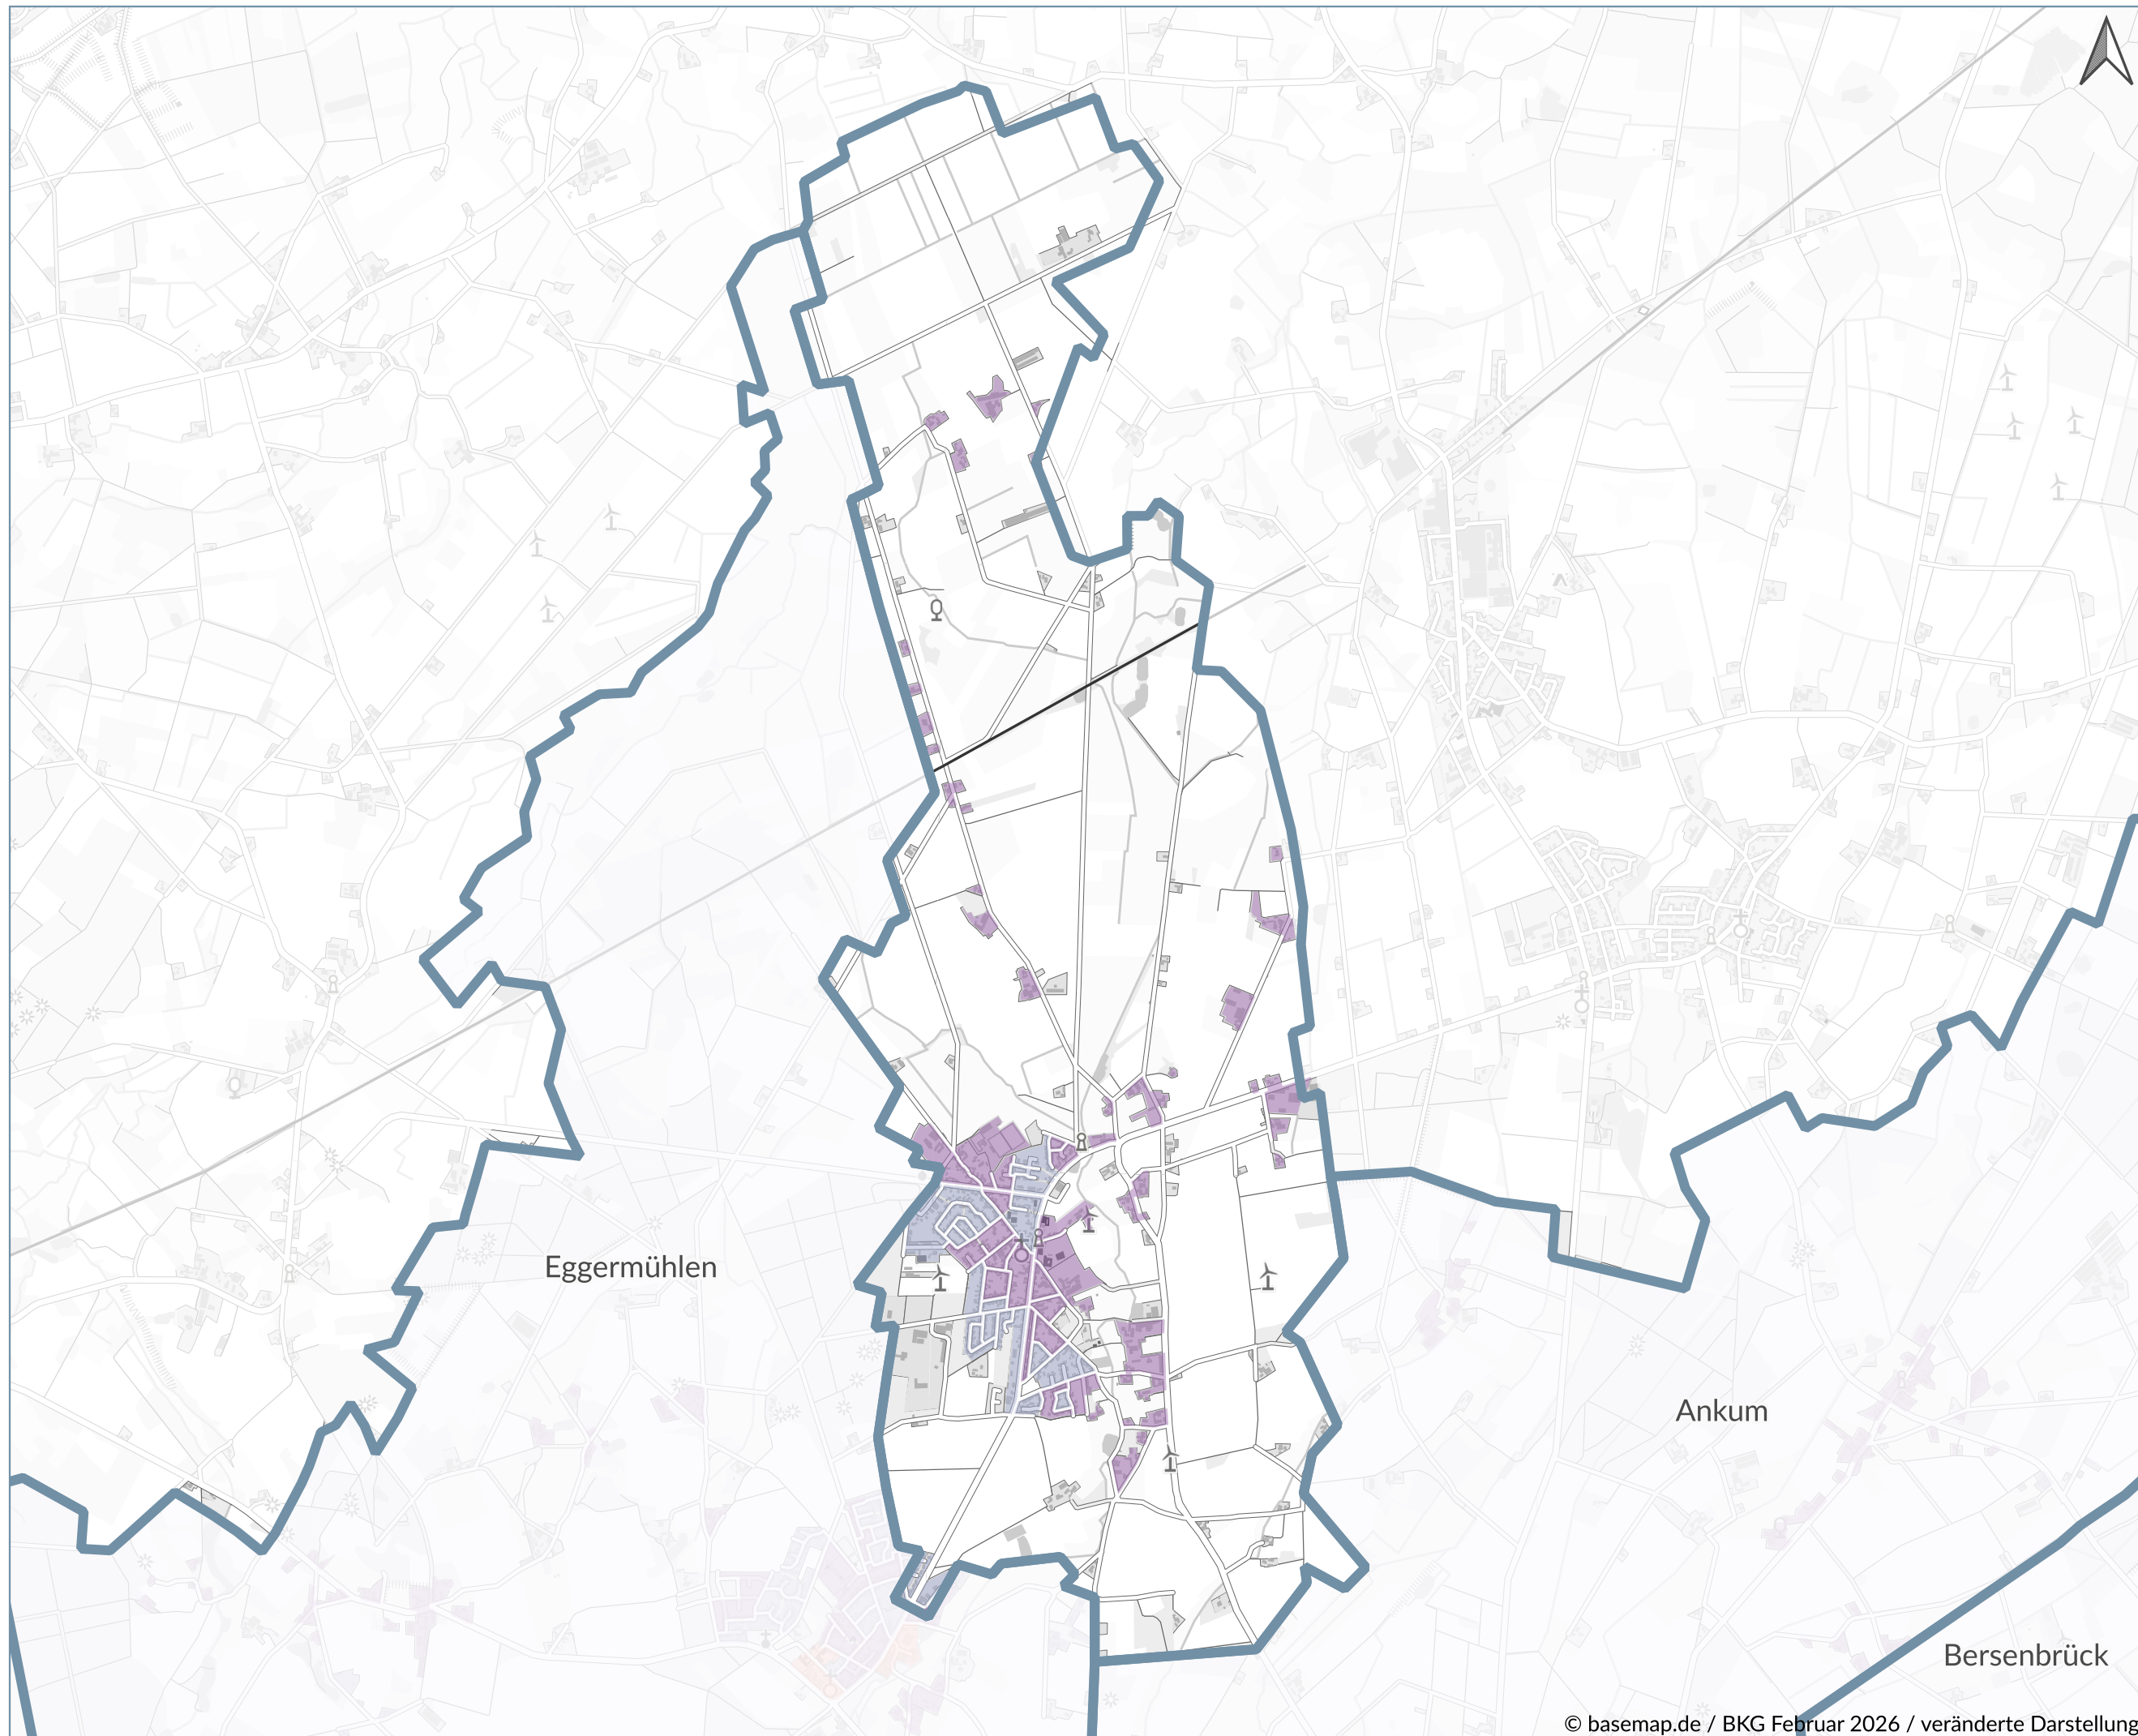 Eggermühlen
Ankum
Bersenbrück
© basemap.de / BKG Februar 2026 / veränderte Darstellung